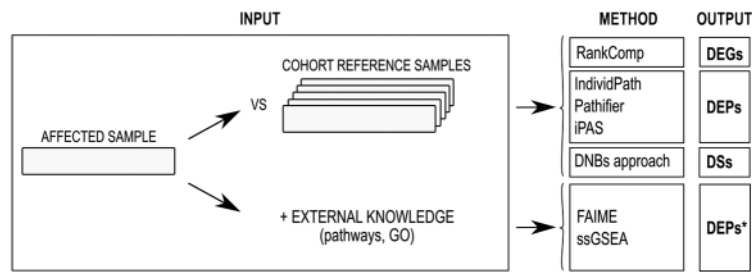 INPUT
METHOD
OUTPUT
COHORT REFERENCE SAMPLES
VS
AFFECTED SAMPLE
+ EXTERNAL KNOWLEDGE
(pathways, GO)
RankComp
DEGs
IndividPath
Pathifier
iPAS
DEPs
DNBs approach
DSs
FAIME
ssGSEA
DEPs*